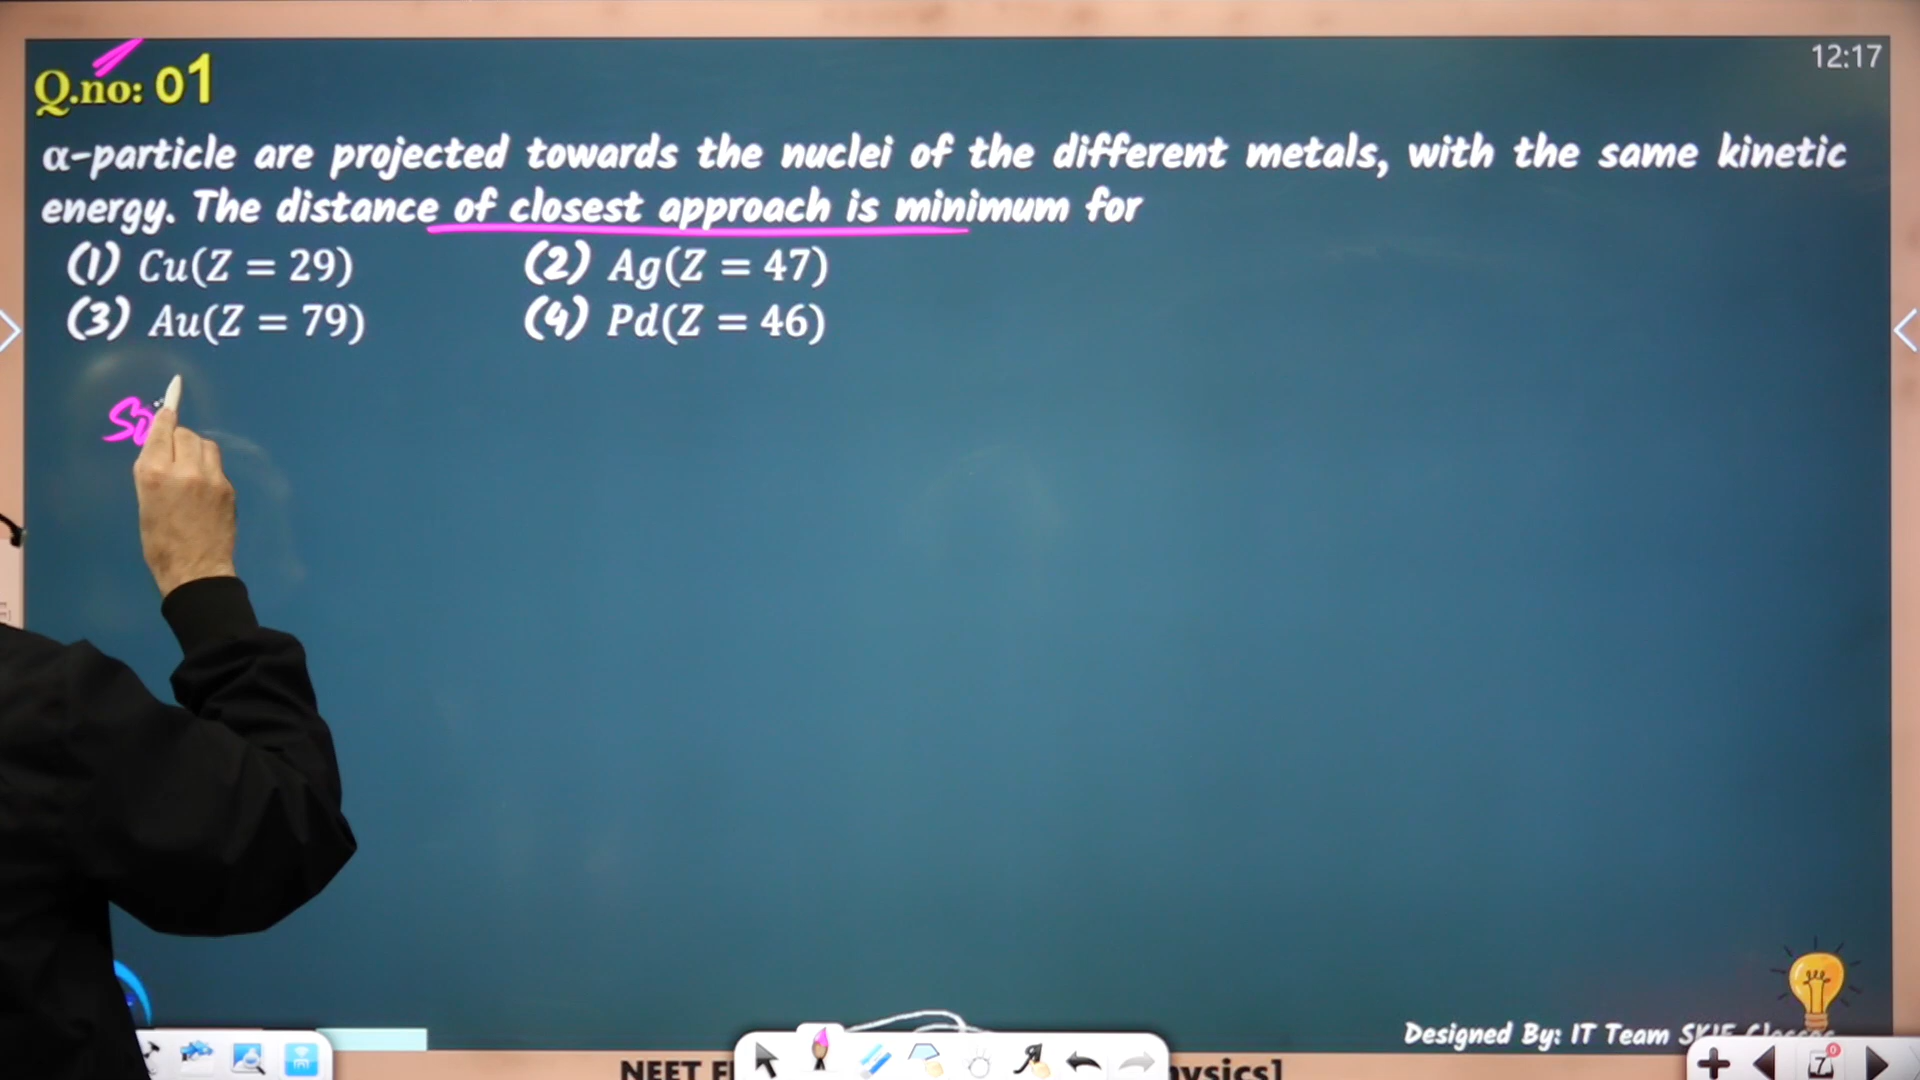 Q.no: 01
12:17
α-particle are projected towards the nuclei of the different metals, with the same kinetic
energy. The distance of closest approach is minimum for
(1) Cu(Z = 29) (2) Ag(Z = 47)
(3) Au(Z = 79) (4) Pd(Z = 46)
Designed By: IT Team
NEET